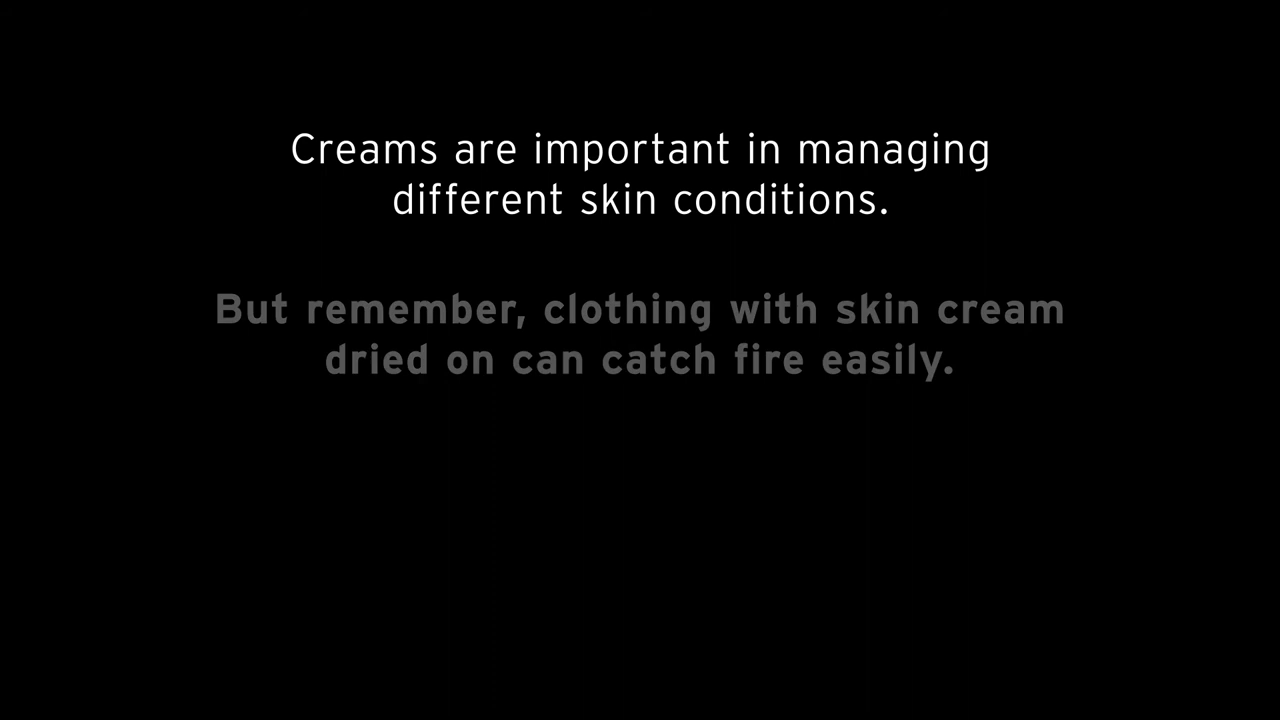 Creams are important in managing
different skin conditions.
But remember, clothing with skin cream
dried on can catch fire easily.